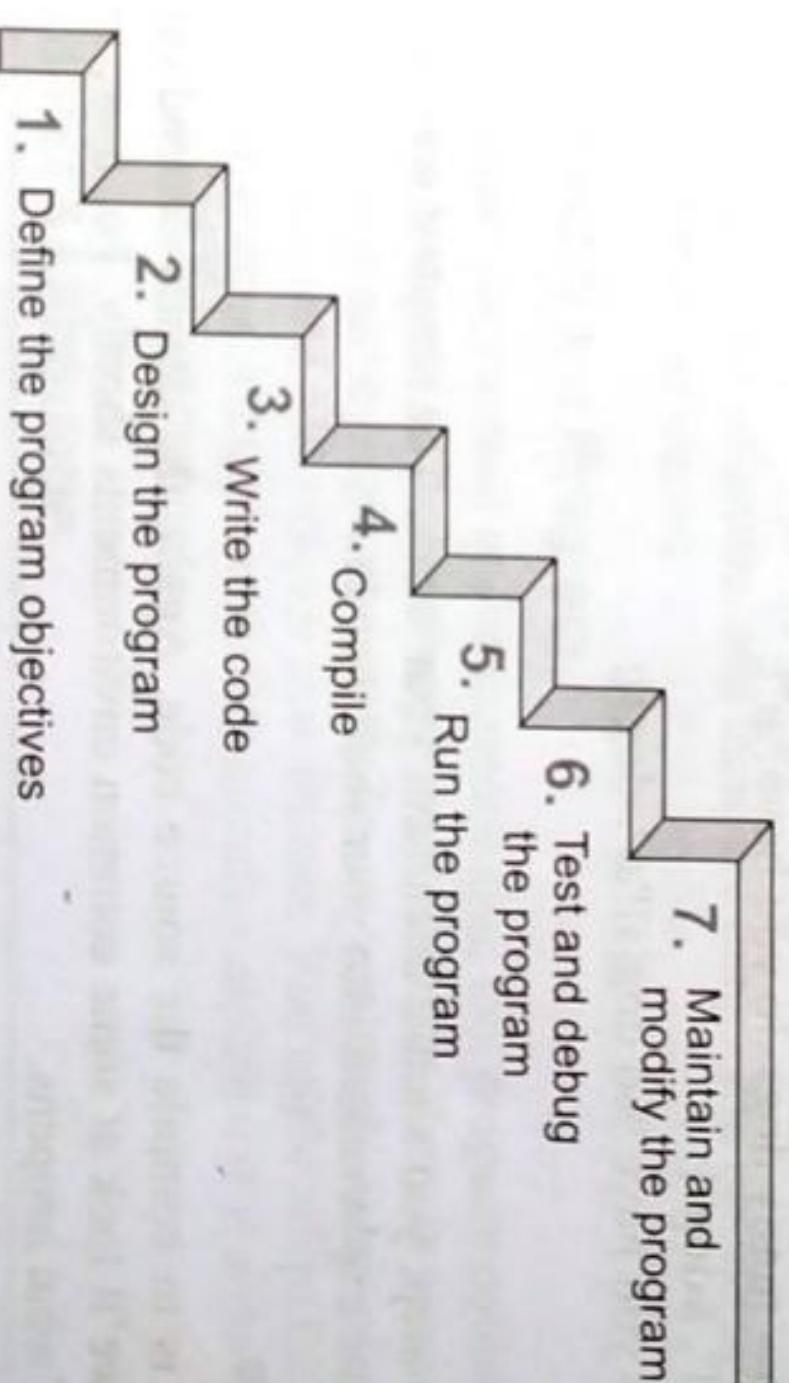 1. Define the program objectives
2. Design the program
3. Write the code
4. Compile
5. Run the program
6. Test and debug
the program
7. Maintain and
modify the program